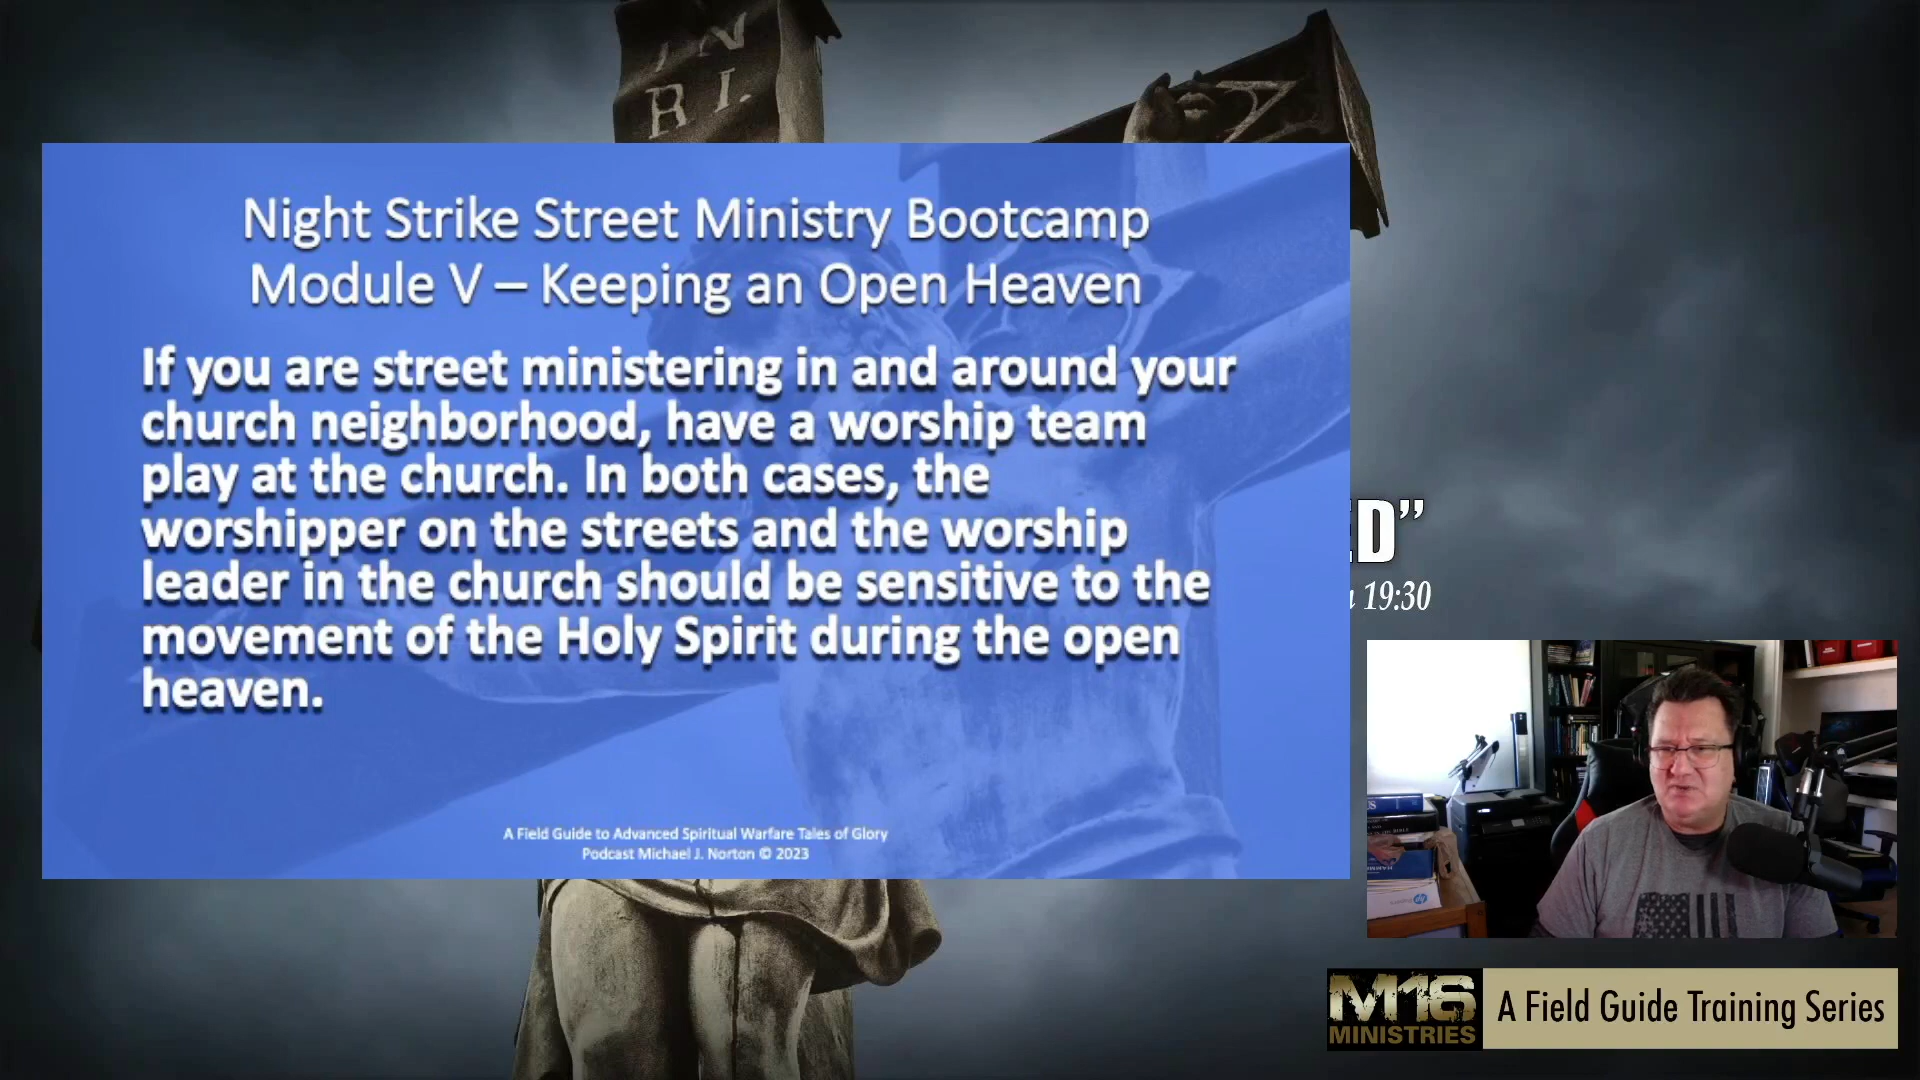 IN
R I.
Night Strike Street Ministry Bootcamp
Module V – Keeping an Open Heaven
If you are street ministering in and around your
church neighborhood, have a worship team
play at the church. In both cases, the
worshipper on the streets and the worship
leader in the church should be sensitive to the
movement of the Holy Spirit during the open
heaven.
A Field Guide to Advanced Spiritual Warfare Tales of Glory
Podcast Michael J. Norton © 2023
ED”
19:30
M16
MINISTRIES
A Field Guide Training Series